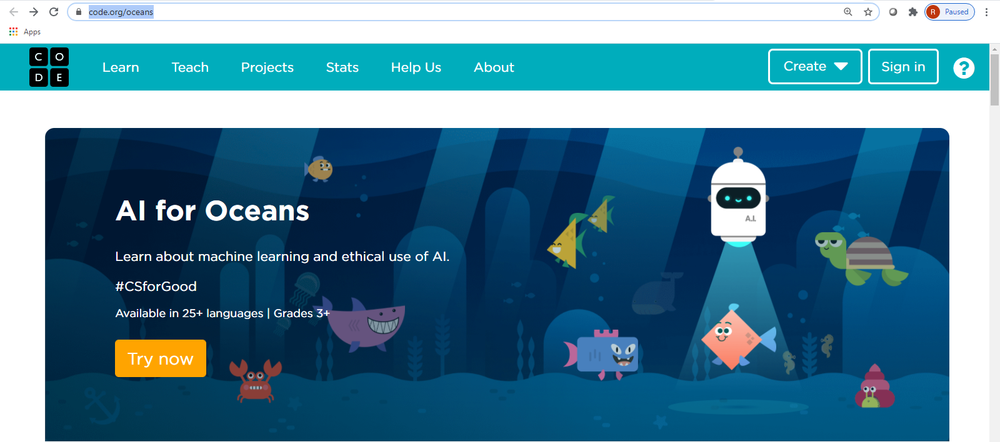 code.org/oceans
R Paused
Apps
C O
D E
Learn Teach Projects Stats Help Us About Create Sign in ?
AI for Oceans
Learn about machine learning and ethical use of AI.
#CSforGood
Available in 25+ languages | Grades 3+
Try now
A.I.